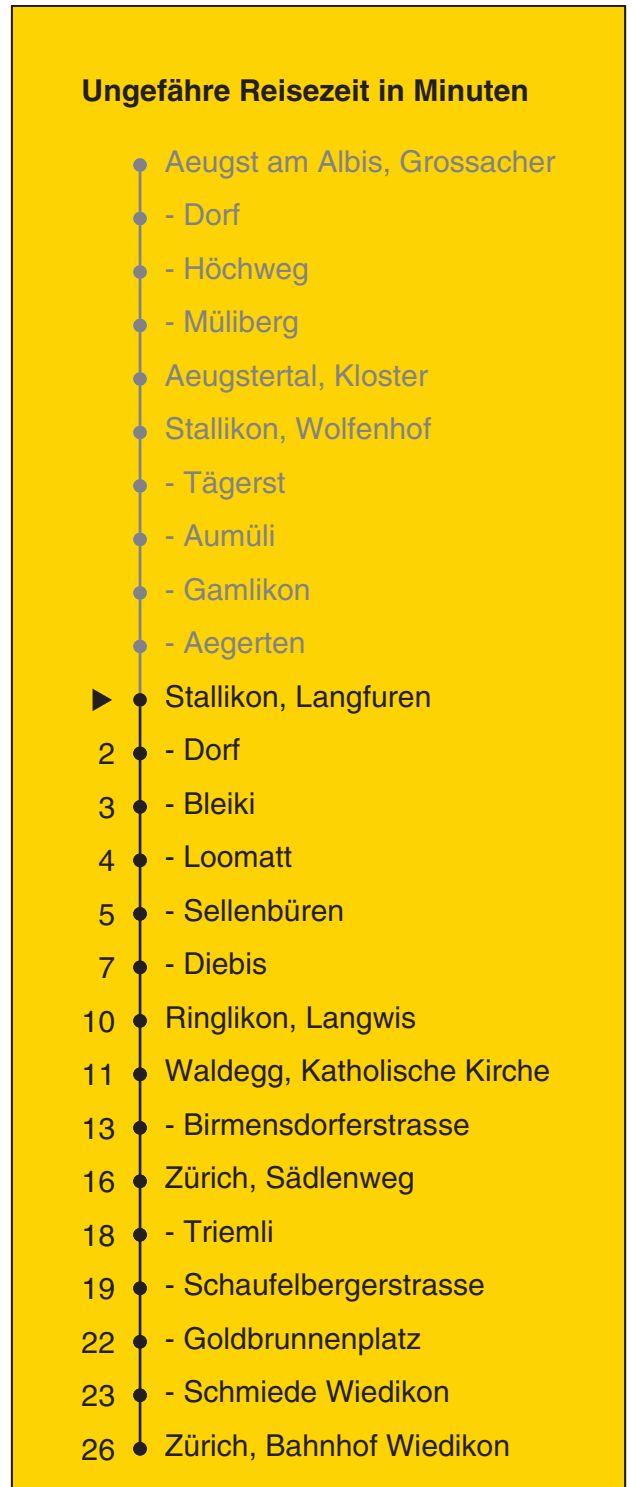 Ungefähre Reisezeit in Minuten
Aeugst am Albis, Grossacher
- Dorf
- Höchweg
- Müliberg
Aeugstertal, Kloster
Stallikon, Wolfenhof
- Tägerst
- Aumüli
- Gamlikon
- Aegerten
Stallikon, Langfuren
2 - Dorf
3 - Bleiki
4 - Loomatt
5 - Sellenbüren
7 - Diebis
10 Ringlikon, Langwis
11 Waldegg, Katholische Kirche
13 - Birmensdorferstrasse
16 Zürich, Sädlenweg
18 - Triemli
19 - Schaufelbergerstrasse
22 - Goldbrunnenplatz
23 - Schmiede Wiedikon
26 Zürich, Bahnhof Wiedikon